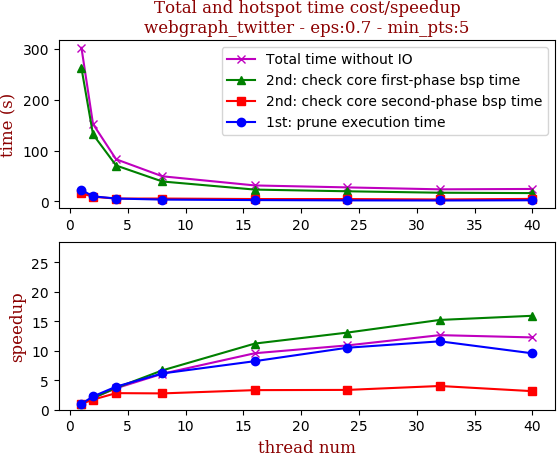 Total and hotspot time cost/speedup
webgraph_twitter - eps:0.7 - min_pts:5
time (s)
300
200
100
0
Total time without IO
2nd: check core first-phase bsp time
2nd: check core second-phase bsp time
1st: prune execution time
0 5 10 15 20 25 30 35 40
speedup
25
20
15
10
5
0
0 5 10 15 20 25 30 35 40
thread num